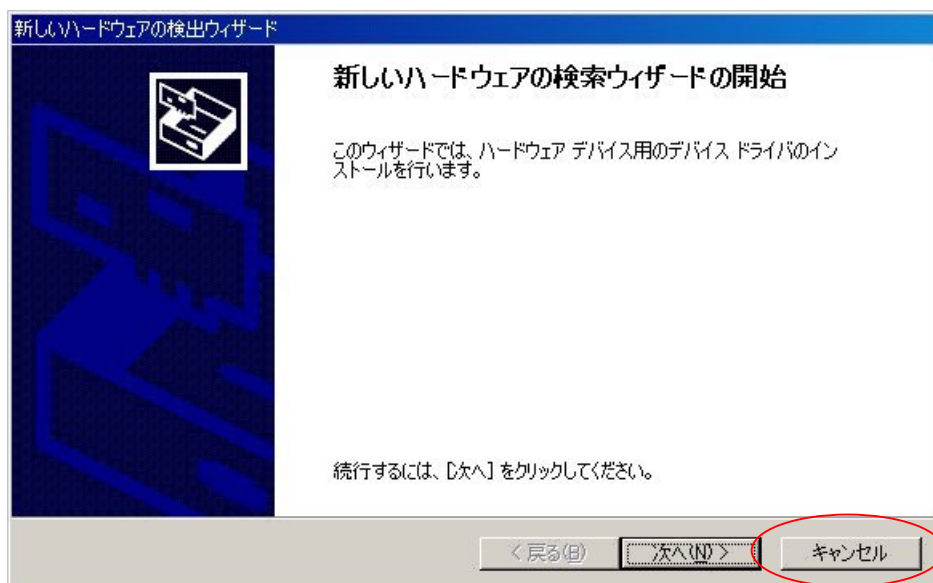 新しいハードウェアの検出ウィザード
新しいハードウェアの検索ウィザードの開始
このウィザードでは、ハードウェア デバイス用のデバイス ドライバのイン
ストールを行います。
続行するには、[次へ] をクリックしてください。
< 戻る(B)
次へ(N) >
キャンセル